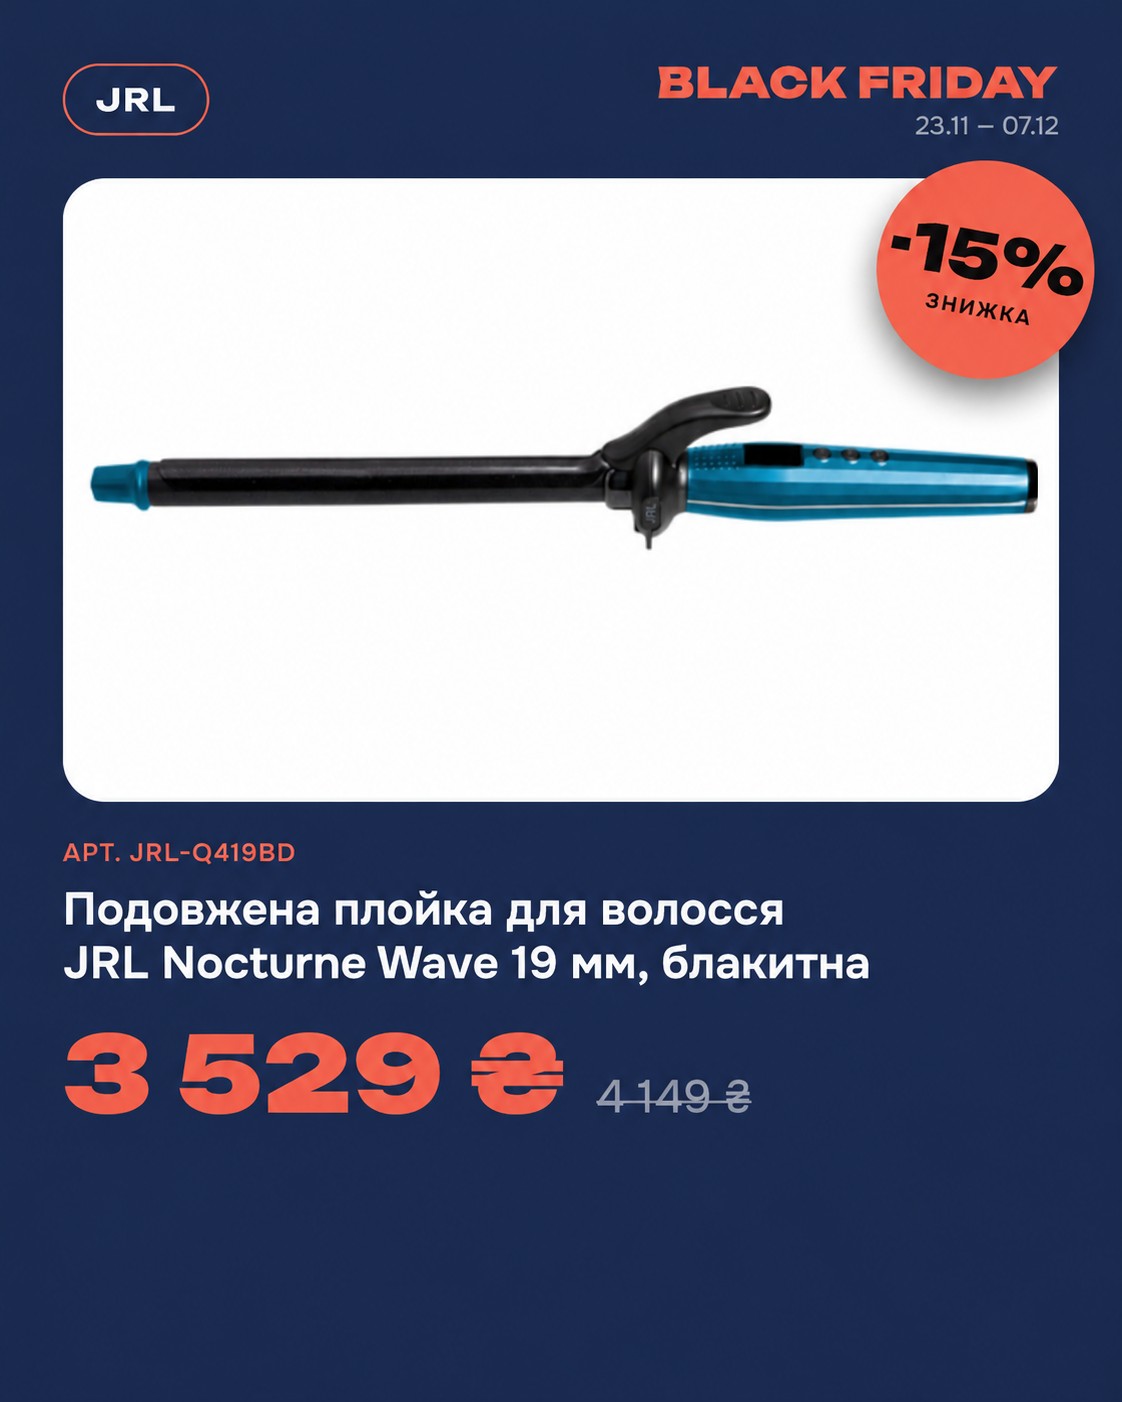 JRL
BLACK FRIDAY
23.11 – 07.12
-15%
ЗНИЖКА
JRL
АРТ. JRL-Q419BD
Подовжена плойка для волосся
JRL Nocturne Wave 19 мм, блакитна
3 529 ₴
4 149 ₴